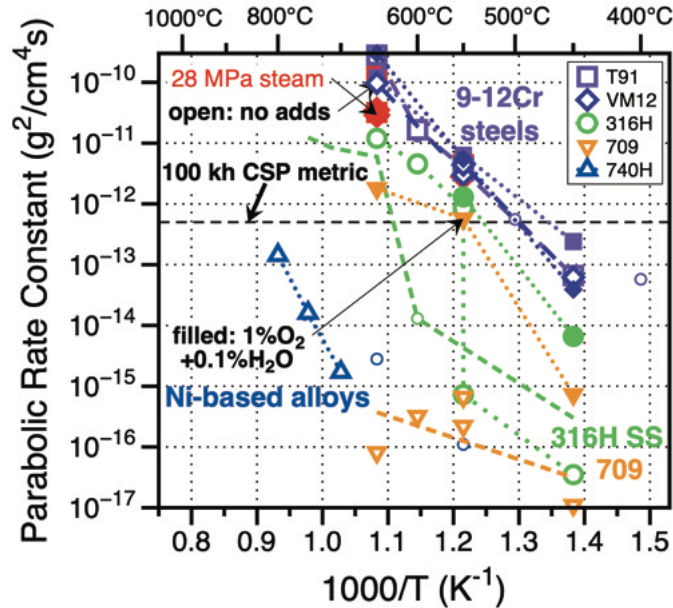 1000°C 800°C 600°C 500°C 400°C
Parabolic Rate Constant (g²/cm⁴s)
10⁻¹⁰
10⁻¹¹
10⁻¹²
10⁻¹³
10⁻¹⁴
10⁻¹⁵
10⁻¹⁶
10⁻¹⁷
28 MPa steam
open: no adds
9-12Cr
steels
T91
VM12
316H
709
740H
100 kh CSP metric
filled: 1%O₂
+0.1%H₂O
Ni-based alloys
316H SS
709
0.8 0.9 1.0 1.1 1.2 1.3 1.4 1.5
1000/T (K⁻¹)